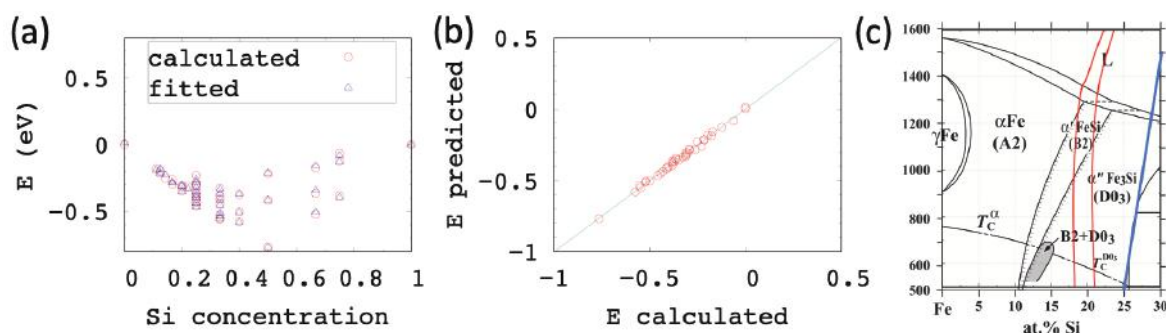 (a)
E (eV)
0.5
0
-0.5
calculated
fitted
0 0.2 0.4 0.6 0.8 1
Si concentration
(b)
E predicted
0.5
0
-0.5
-1
-1 -0.5 0 0.5
E calculated
(c)
1600
1400
1200
1000
800
600
500
L
γFe
αFe
(A2)
α' FeSi
(B2)
α'' Fe₃Si
(D0₃)
T_C^α
B2+D0₃
T_C^D0₃
Fe 5 10 15 20 25 30
at.% Si